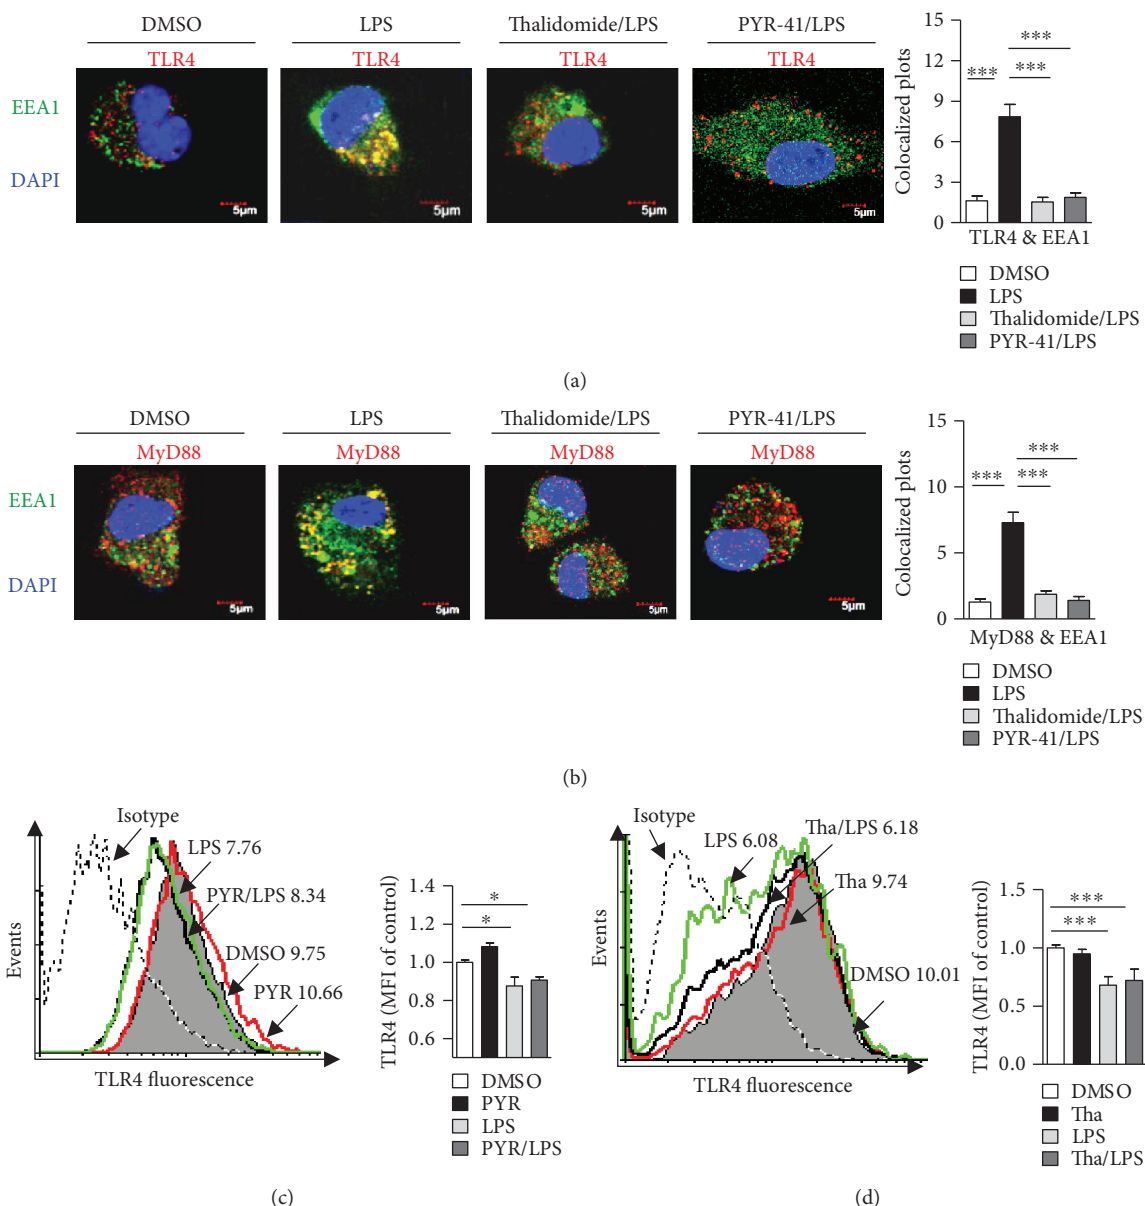 DMSO LPS Thalidomide/LPS PYR-41/LPS
TLR4 TLR4 TLR4 TLR4
EEA1
DAPI
5μm 5μm 5μm 5μm
Colocalized plots
15
12
9
6
3
0
*** *** ***
TLR4 & EEA1
DMSO
LPS
Thalidomide/LPS
PYR-41/LPS
(a)
DMSO LPS Thalidomide/LPS PYR-41/LPS
MyD88 MyD88 MyD88 MyD88
EEA1
DAPI
5μm 5μm 5μm 5μm
Colocalized plots
15
10
5
0
*** *** ***
MyD88 & EEA1
DMSO
LPS
Thalidomide/LPS
PYR-41/LPS
(b)
Isotype
LPS 7.76
PYR/LPS 8.34
DMSO 9.75
PYR 10.66
Events
TLR4 fluorescence
TLR4 (MFI of control)
1.4
1.2
1.0
0.8
0.6
*
*
DMSO
PYR
LPS
PYR/LPS
(c)
Isotype
LPS 6.08
Tha/LPS 6.18
Tha 9.74
DMSO 10.01
Events
TLR4 fluorescence
TLR4 (MFI of control)
1.5
1.0
0.5
0.0
***
***
DMSO
Tha
LPS
Tha/LPS
(d)